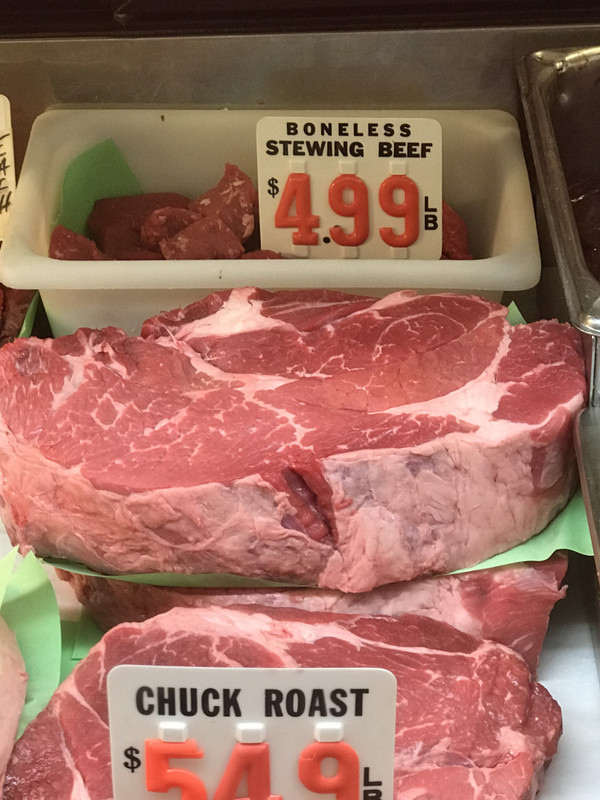 BONELESS
STEWING BEEF
$4.99 LB
CHUCK ROAST
$5.49 LB